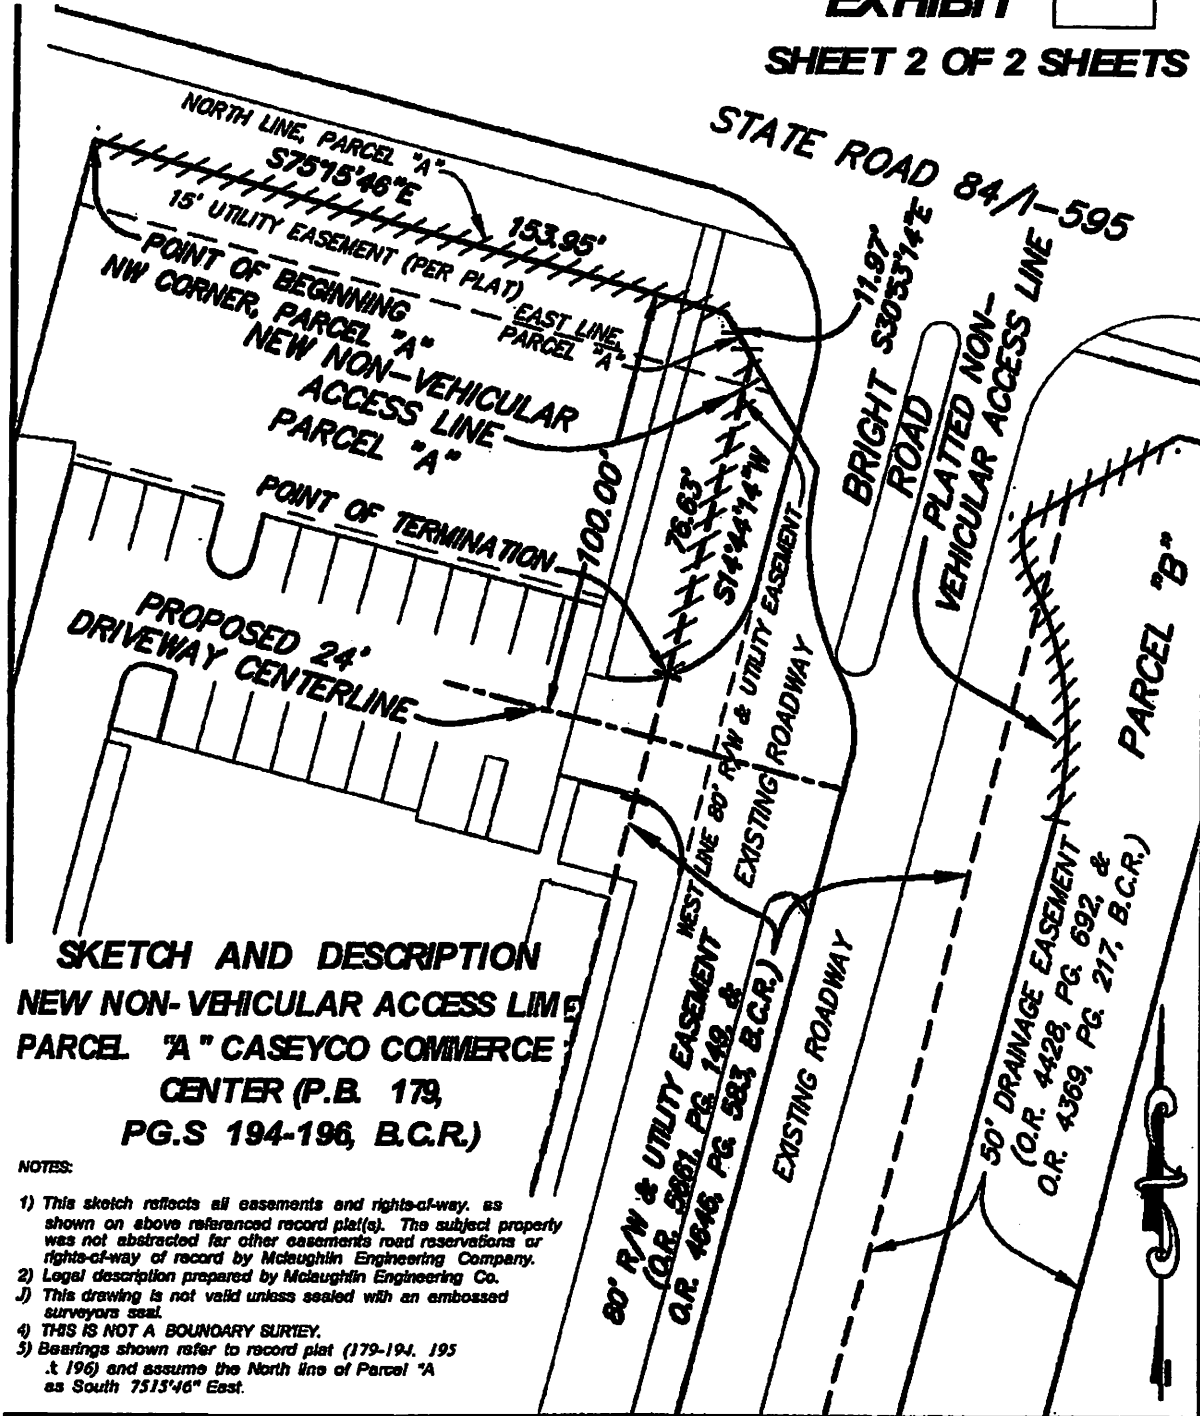 EXHIBIT
SHEET 2 OF 2 SHEETS
STATE ROAD 84/I-595
NORTH LINE, PARCEL "A"
S75°15'46"E
153.95'
15' UTILITY EASEMENT (PER PLAT)
POINT OF BEGINNING
NW CORNER, PARCEL "A"
EAST LINE,
PARCEL "A"
NEW NON-VEHICULAR
ACCESS LINE
PARCEL "A"
11.97'
S30°53'14"E
BRIGHT
ROAD
PLATTED NON-
VEHICULAR ACCESS LINE
POINT OF TERMINATION
100.00'
76.63'
S14°44'14"W
PROPOSED 24'
DRIVEWAY CENTERLINE
WEST LINE 80' R/W & UTILITY EASEMENT
EXISTING ROADWAY
EXISTING ROADWAY
PARCEL "B"
80' R/W & UTILITY EASEMENT
(O.R. 5861, PG. 149, &
O.R. 4646, PG. 583, B.C.R.)
50' DRAINAGE EASEMENT
(O.R. 4428, PG. 692, &
O.R. 4369, PG. 217, B.C.R.)
SKETCH AND DESCRIPTION
NEW NON-VEHICULAR ACCESS LIM
PARCEL "A" CASEYCO COMMERCE
CENTER (P.B. 179,
PG.S 194-196, B.C.R.)
NOTES:
1) This sketch reflects all easements and rights-of-way. as
shown on above referenced record plat(s). The subject property
was not abstracted for other easements road reservations or
rights-of-way of record by Mclaughlin Engineering Company.
2) Legal description prepared by Mclaughlin Engineering Co.
J) This drawing is not valid unless sealed with an embossed
surveyors seal.
4) THIS IS NOT A BOUNOARY SURTEY.
5) Bearings shown refer to record plat (179-194. 195
.t 196) and assume the North line of Parcel "A
as South 7515'46" East.